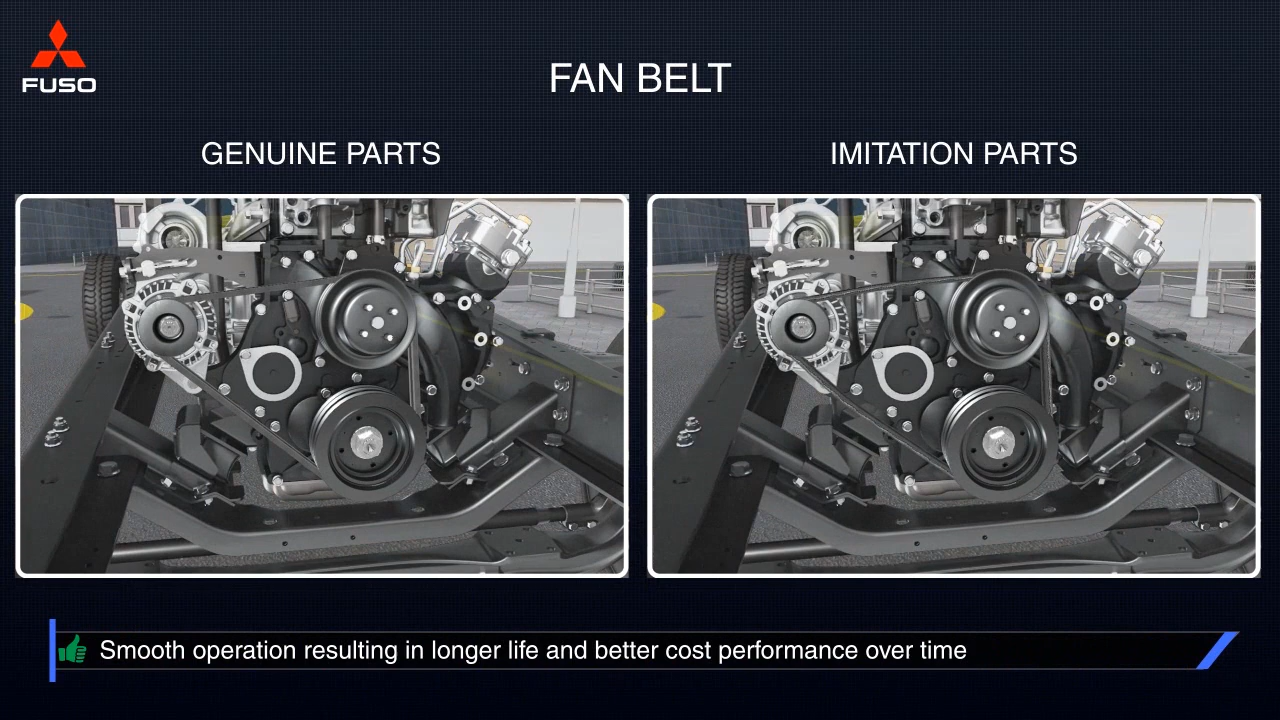 FUSO
FAN BELT
GENUINE PARTS
IMITATION PARTS
Smooth operation resulting in longer life and better cost performance over time